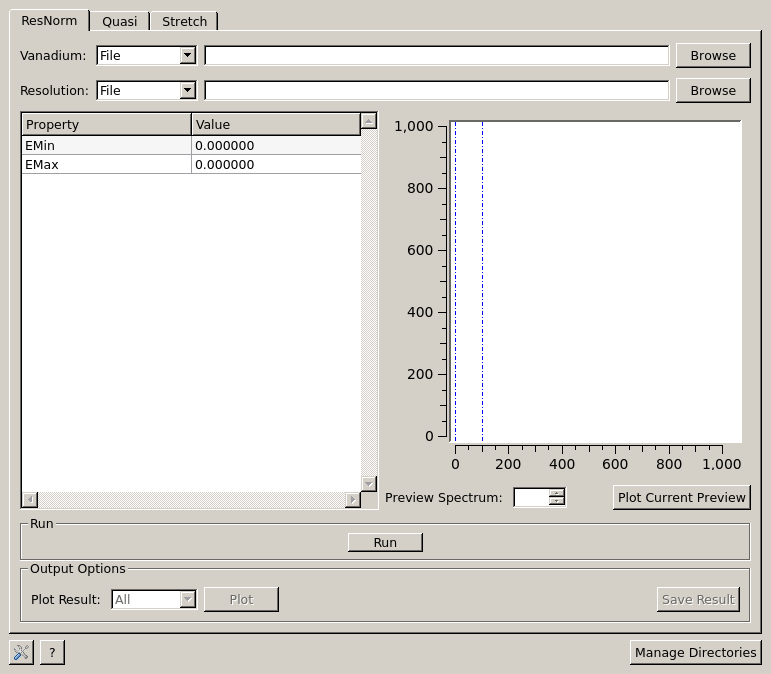 ResNorm Quasi Stretch
Vanadium: File Browse
Resolution: File Browse
Property Value
EMin 0.000000
EMax 0.000000
1,000
800
600
400
200
0
0 200 400 600 800 1,000
Preview Spectrum: Plot Current Preview
Run
Run
Output Options
Plot Result: All Plot Save Result
? Manage Directories